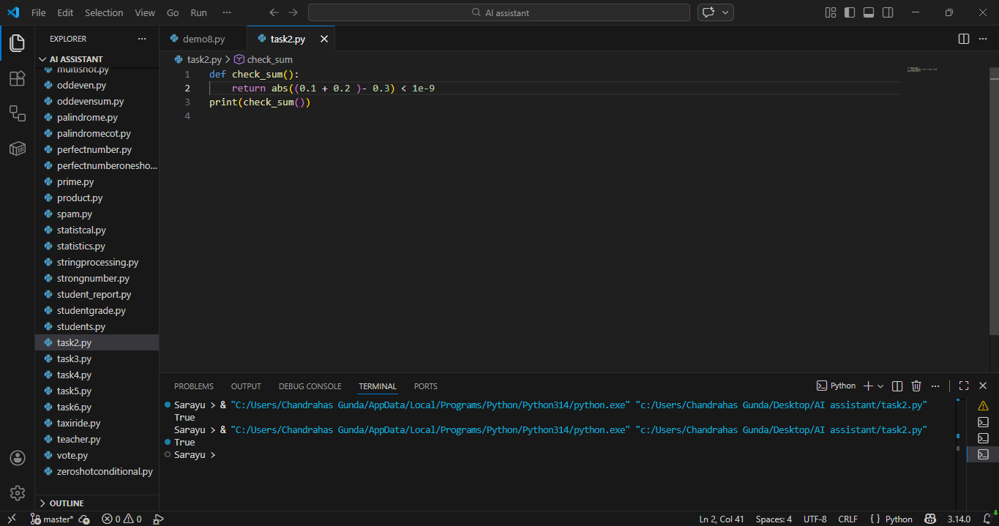 File Edit Selection View Go Run ··· AI assistant
EXPLORER ···
AI ASSISTANT
multishot.py
oddeven.py
oddevensum.py
palindrome.py
palindromecot.py
perfectnumber.py
perfectnumberonesho...
prime.py
product.py
spam.py
statistcal.py
statistics.py
stringprocessing.py
strongnumber.py
student_report.py
studentgrade.py
students.py
task2.py
task3.py
task4.py
task5.py
task6.py
taxiride.py
teacher.py
vote.py
zeroshotconditional.py
OUTLINE
demo8.py task2.py
task2.py > check_sum
1 def check_sum():
2 return abs((0.1 + 0.2 )- 0.3) < 1e-9
3 print(check_sum())
4
PROBLEMS OUTPUT DEBUG CONSOLE TERMINAL PORTS Python
Sarayu > & "C:/Users/Chandrahas Gunda/AppData/Local/Programs/Python/Python314/python.exe" "c:/Users/Chandrahas Gunda/Desktop/AI assistant/task2.py"
True
Sarayu > & "C:/Users/Chandrahas Gunda/AppData/Local/Programs/Python/Python314/python.exe" "c:/Users/Chandrahas Gunda/Desktop/AI assistant/task2.py"
True
Sarayu >
master* 0 0 Ln 2, Col 41 Spaces: 4 UTF-8 CRLF { } Python 3.14.0